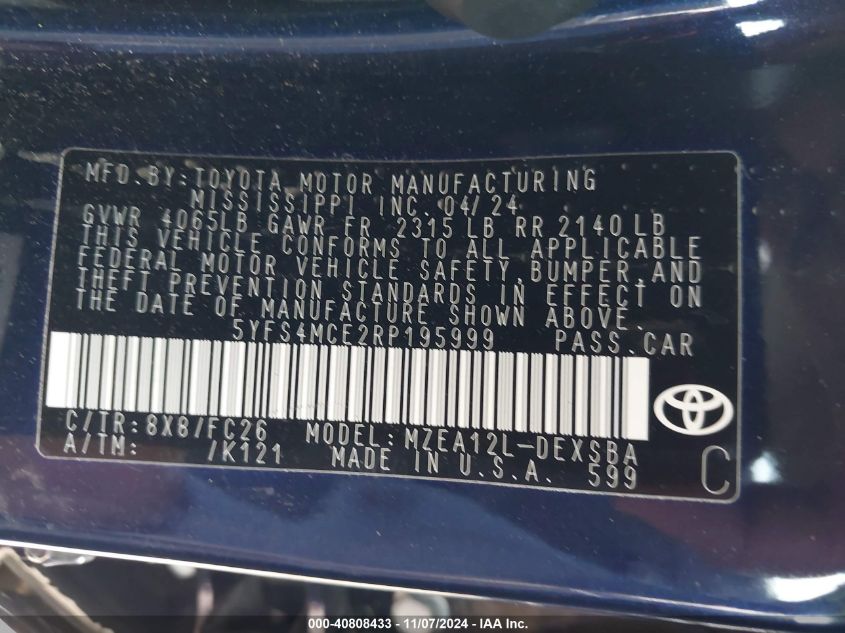 MFD.BY:TOYOTA MOTOR MANUFACTURING
MISSISSIPPI INC. 04/24
GVWR 4065LB GAWR FR 2315 LB RR 2140 LB
THIS VEHICLE CONFORMS TO ALL APPLICABLE
FEDERAL MOTOR VEHICLE SAFETY,BUMPER,AND
THEFT PREVENTION STANDARDS IN EFFECT ON
THE DATE OF MANUFACTURE SHOWN ABOVE.
5YFS4MCE2RP195999 PASS.CAR
C/TR:8X8/FC26 MODEL:MZEA12L-DEXSBA
A/TM: /K121 MADE IN U.S.A. 599
C
000-40808433 - 11/07/2024 - IAA Inc.